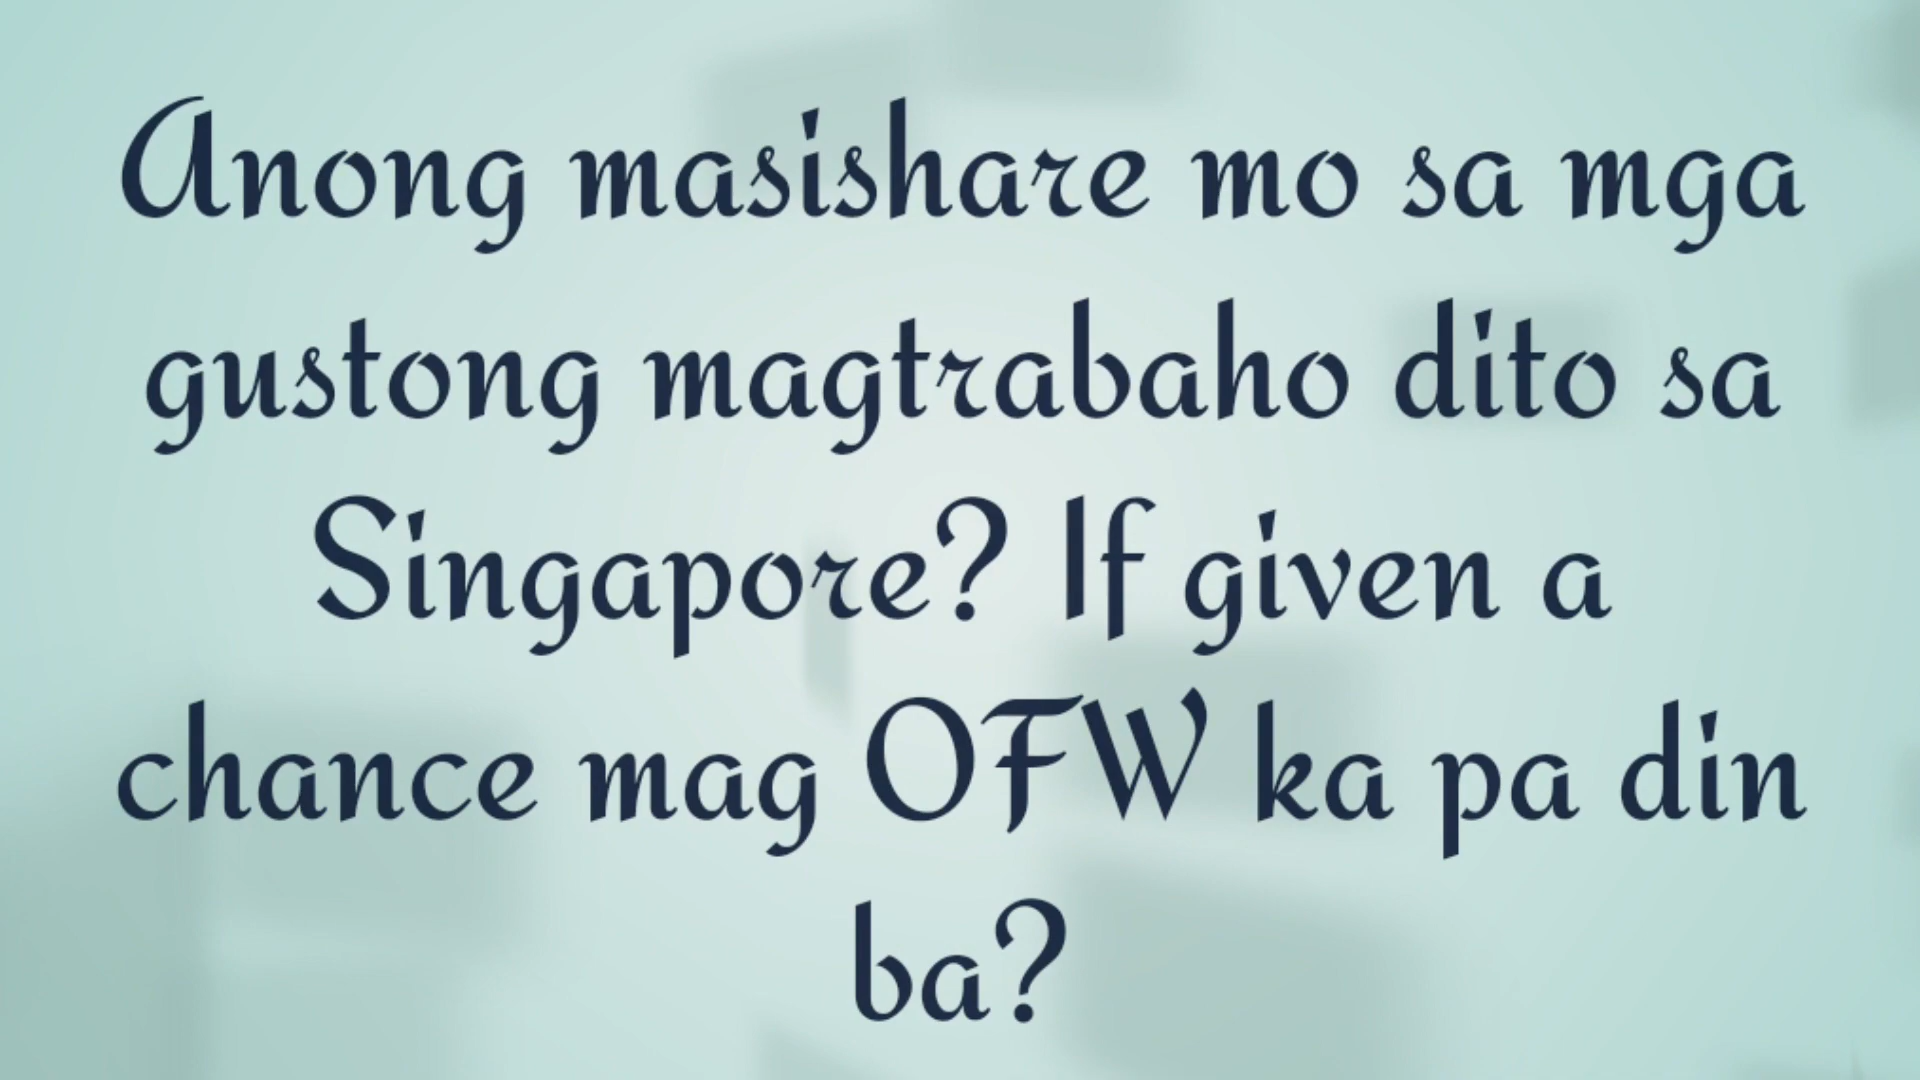 Anong masishare mo sa mga
gustong magtrabaho dito sa
Singapore? If given a
chance mag OFW ka pa din
ba?